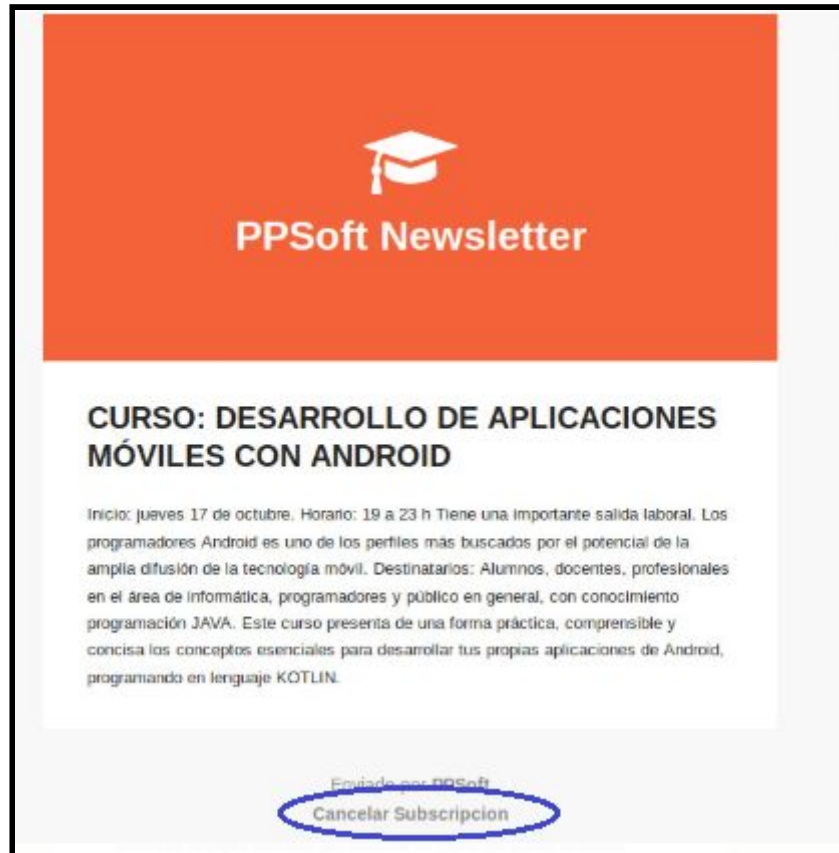 PPSoft Newsletter
CURSO: DESARROLLO DE APLICACIONES
MÓVILES CON ANDROID
Inicio: jueves 17 de octubre. Horario: 19 a 23 h Tiene una importante salida laboral. Los
programadores Android es uno de los perfiles más buscados por el potencial de la
amplia difusión de la tecnología móvil. Destinatarios: Alumnos, docentes, profesionales
en el área de informática, programadores y público en general, con conocimiento
programación JAVA. Este curso presenta de una forma práctica, comprensible y
concisa los conceptos esenciales para desarrollar tus propias aplicaciones de Android,
programando en lenguaje KOTLIN.
Enviado por PPSoft
Cancelar Subscripcion